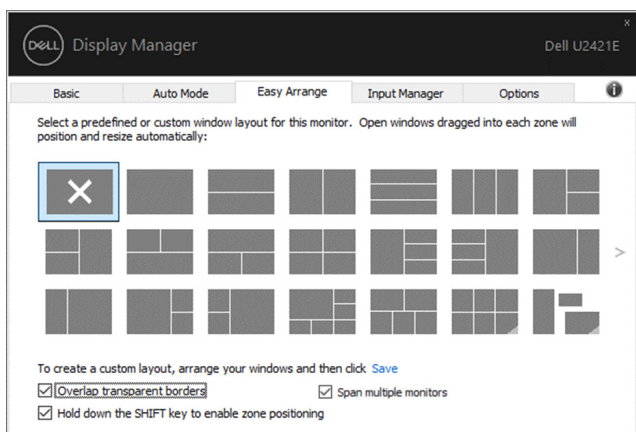 x
DELL Display Manager Dell U2421E
Basic Auto Mode Easy Arrange Input Manager Options i
Select a predefined or custom window layout for this monitor. Open windows dragged into each zone will
position and resize automatically:
>
To create a custom layout, arrange your windows and then click Save
Overlap transparent borders Span multiple monitors
Hold down the SHIFT key to enable zone positioning